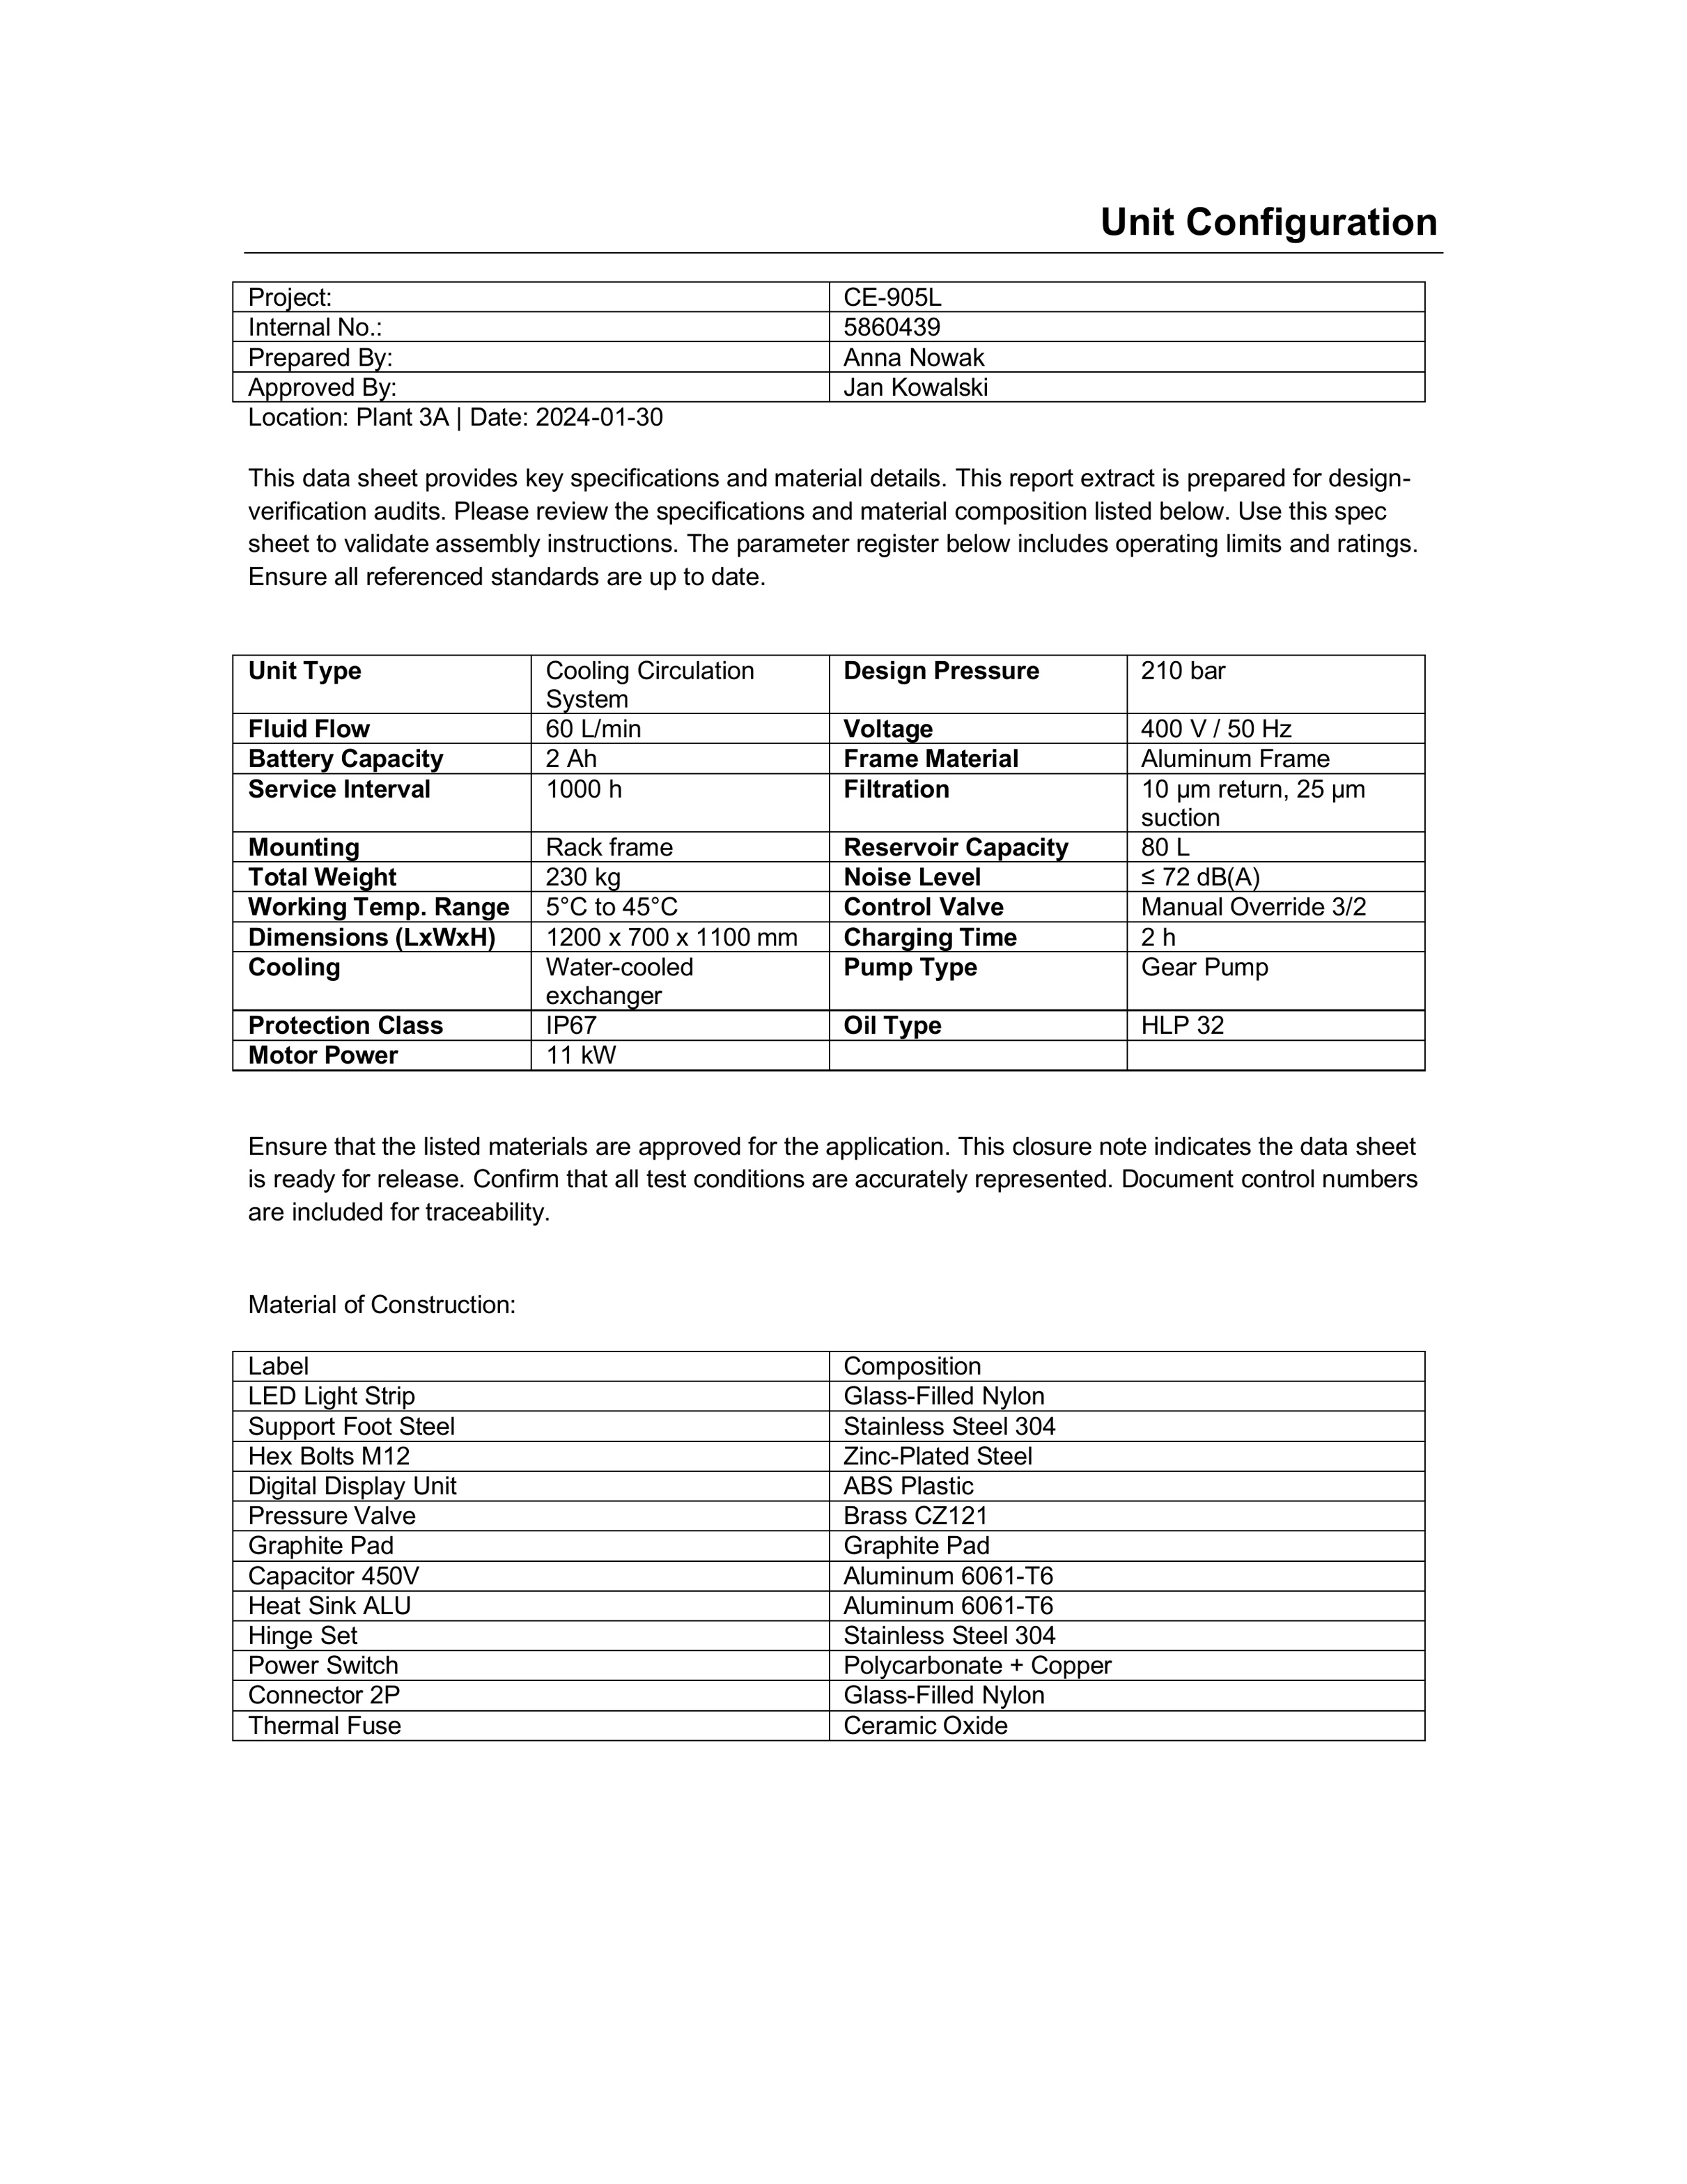 Unit Configuration
Project: CE-905L
Internal No.: 5860439
Prepared By: Anna Nowak
Approved By: Jan Kowalski
Location: Plant 3A | Date: 2024-01-30
This data sheet provides key specifications and material details. This report extract is prepared for design-
verification audits. Please review the specifications and material composition listed below. Use this spec
sheet to validate assembly instructions. The parameter register below includes operating limits and ratings.
Ensure all referenced standards are up to date.
Unit Type Cooling Circulation Design Pressure 210 bar
System
Fluid Flow 60 L/min Voltage 400 V / 50 Hz
Battery Capacity 2 Ah Frame Material Aluminum Frame
Service Interval 1000 h Filtration 10 µm return, 25 µm
suction
Mounting Rack frame Reservoir Capacity 80 L
Total Weight 230 kg Noise Level ≤ 72 dB(A)
Working Temp. Range 5°C to 45°C Control Valve Manual Override 3/2
Dimensions (LxWxH) 1200 x 700 x 1100 mm Charging Time 2 h
Cooling Water-cooled Pump Type Gear Pump
exchanger
Protection Class IP67 Oil Type HLP 32
Motor Power 11 kW
Ensure that the listed materials are approved for the application. This closure note indicates the data sheet
is ready for release. Confirm that all test conditions are accurately represented. Document control numbers
are included for traceability.
Material of Construction:
Label Composition
LED Light Strip Glass-Filled Nylon
Support Foot Steel Stainless Steel 304
Hex Bolts M12 Zinc-Plated Steel
Digital Display Unit ABS Plastic
Pressure Valve Brass CZ121
Graphite Pad Graphite Pad
Capacitor 450V Aluminum 6061-T6
Heat Sink ALU Aluminum 6061-T6
Hinge Set Stainless Steel 304
Power Switch Polycarbonate + Copper
Connector 2P Glass-Filled Nylon
Thermal Fuse Ceramic Oxide